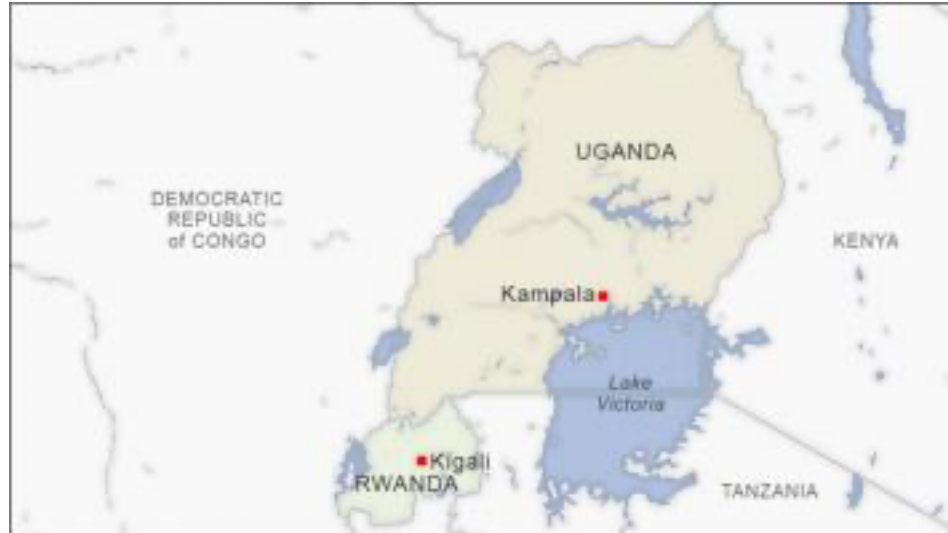 UGANDA
DEMOCRATIC
REPUBLIC
of CONGO
KENYA
Kampala
Lake
Victoria
Kigali
RWANDA
TANZANIA